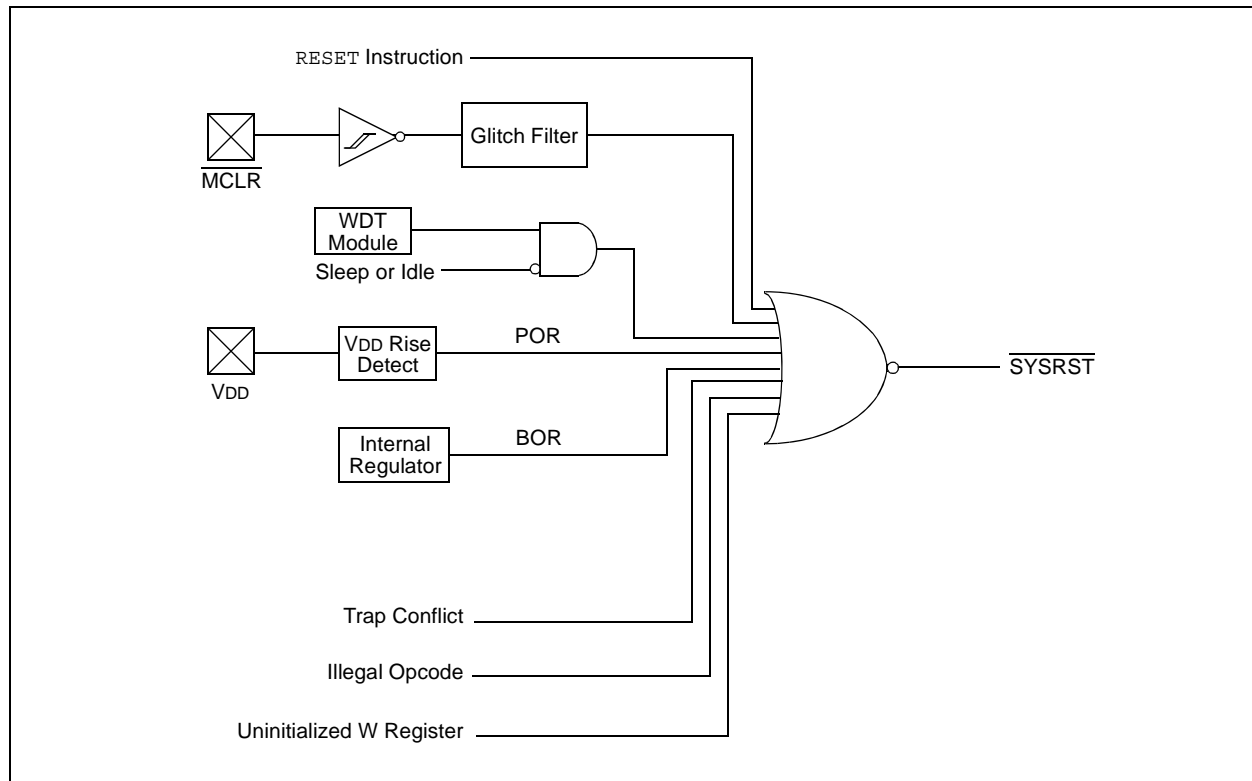 RESET Instruction
Glitch Filter
MCLR
WDT
Module
Sleep or Idle
VDD Rise
Detect
POR
SYSRST
VDD
Internal
Regulator
BOR
Trap Conflict
Illegal Opcode
Uninitialized W Register